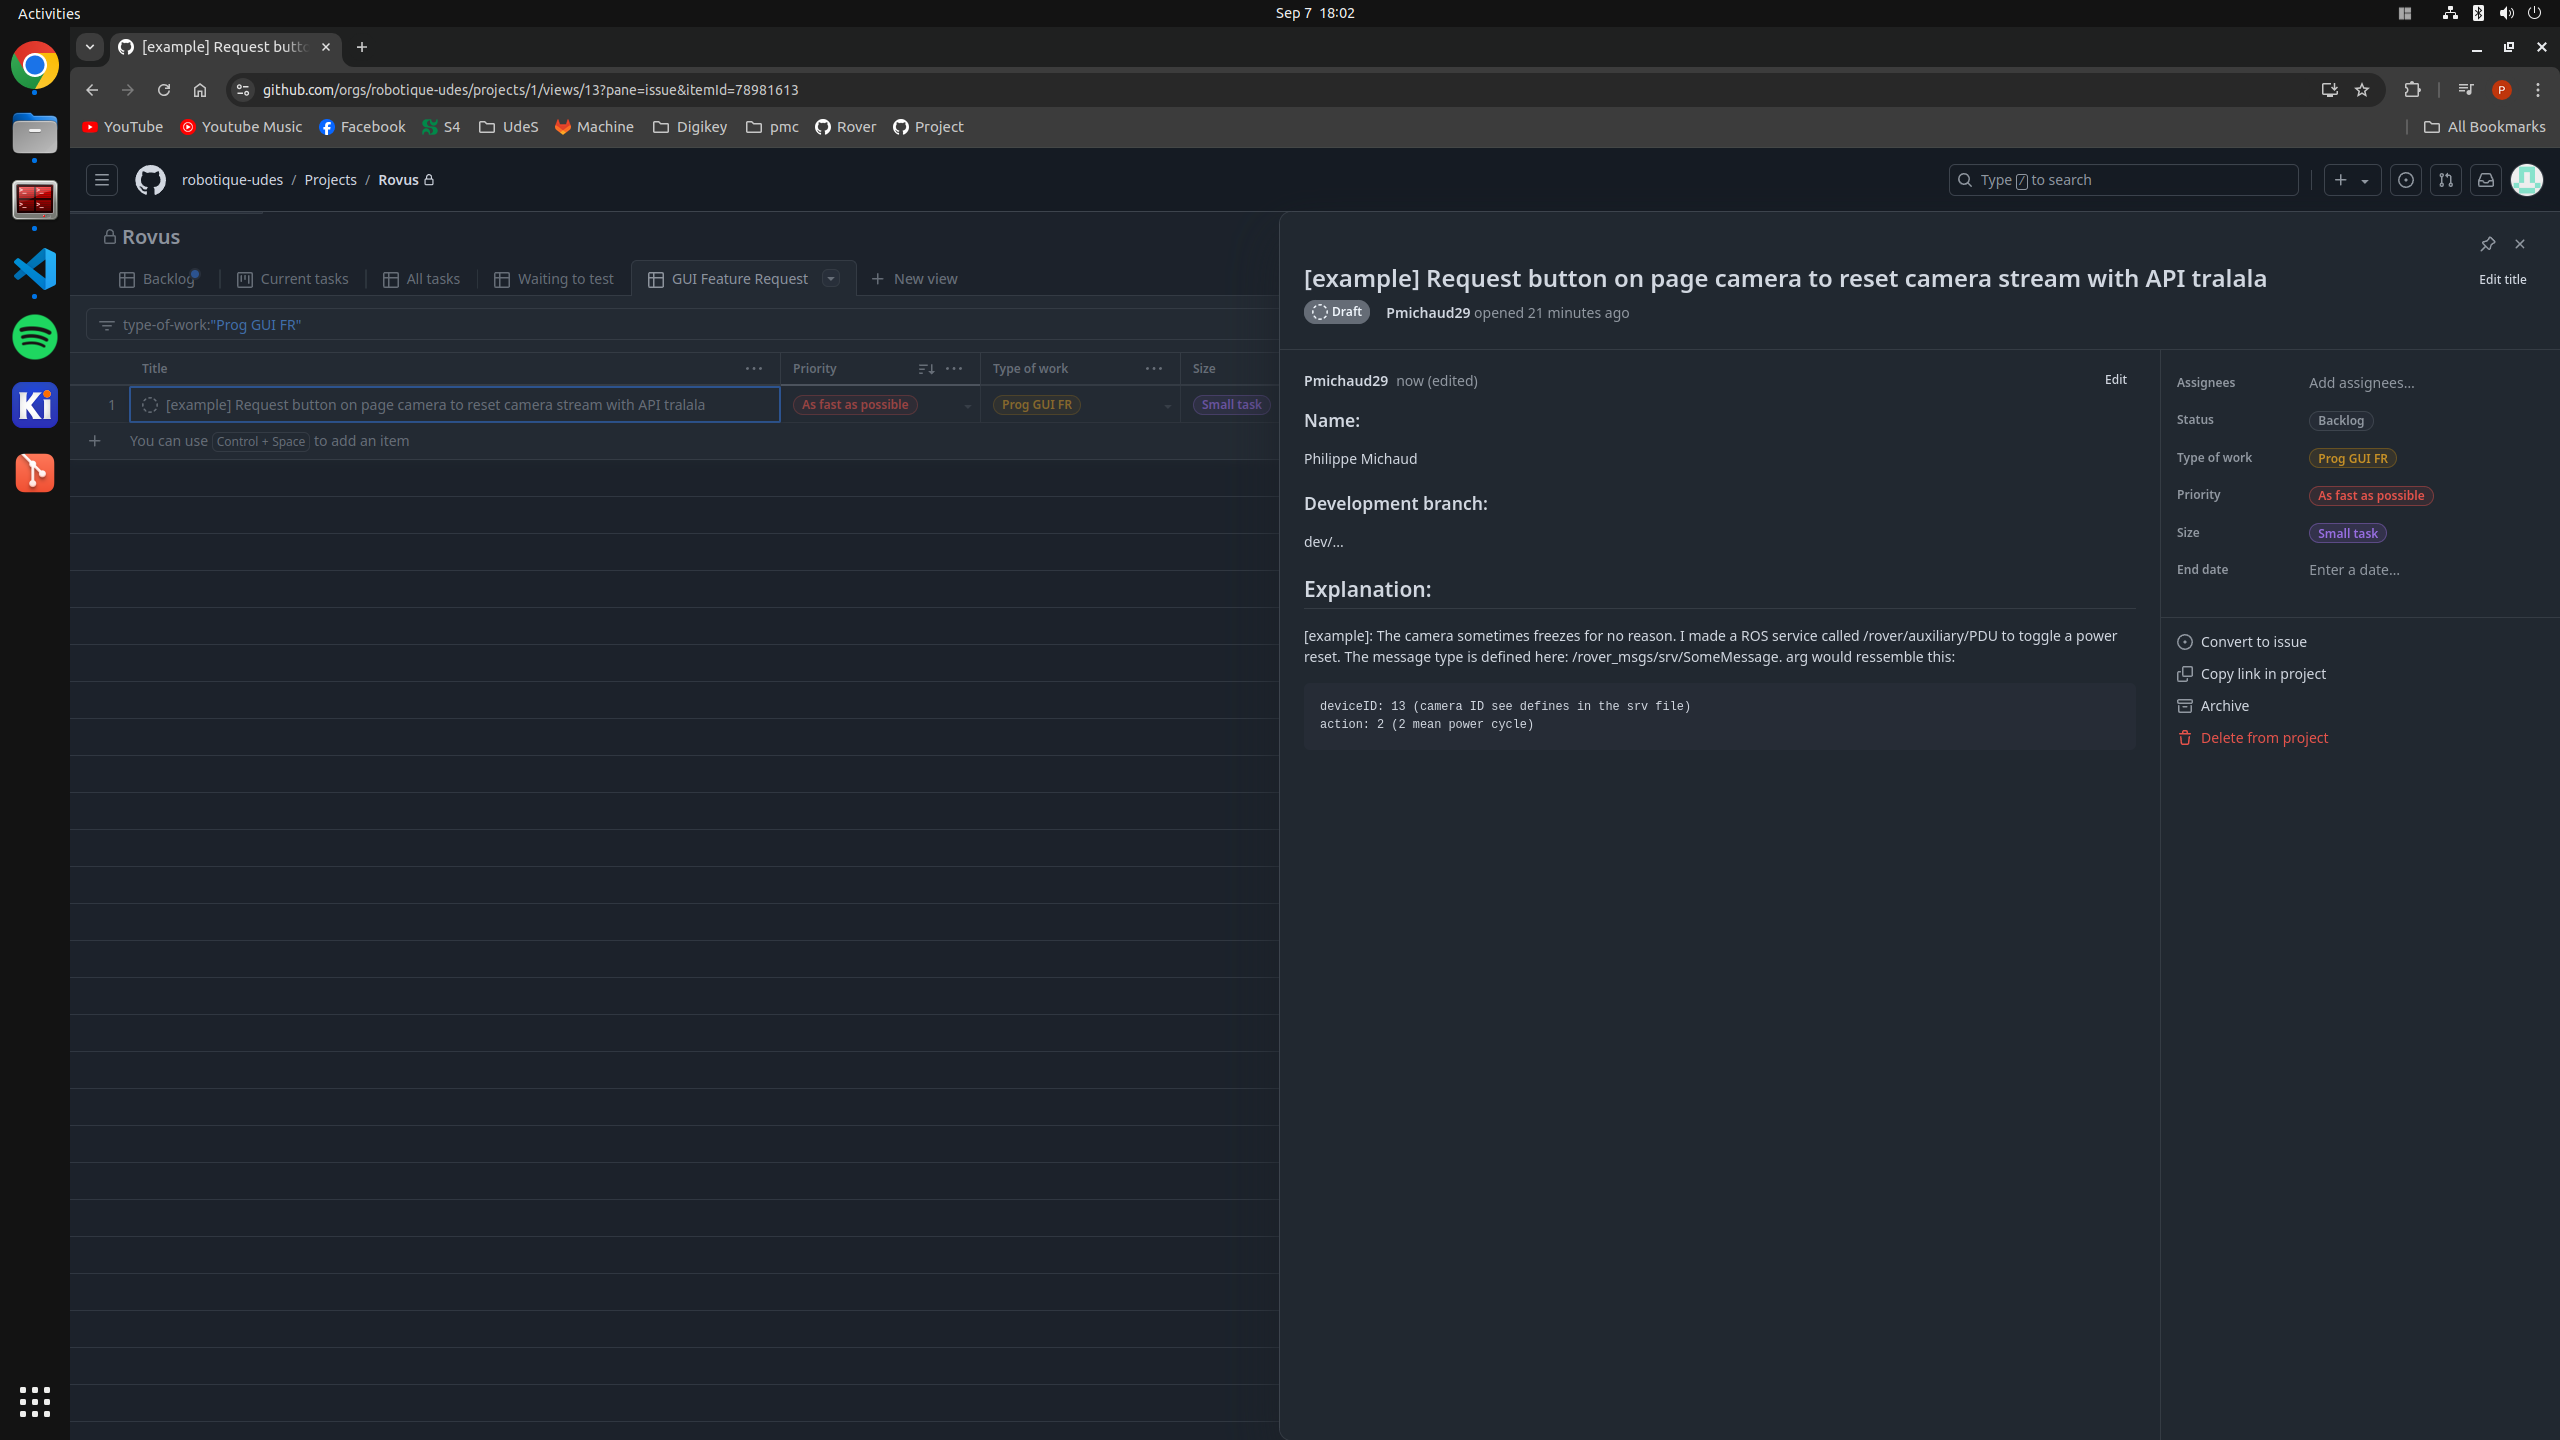 Activities
Sep 7 18:02
[example] Request butto
github.com/orgs/robotique-udes/projects/1/views/13?pane=issue&itemId=78981613
P
YouTube
Youtube Music
Facebook
S4
UdeS
Machine
Digikey
pmc
Rover
Project
All Bookmarks
robotique-udes / Projects / Rovus
Type / to search
Rovus
Backlog
Current tasks
All tasks
Waiting to test
GUI Feature Request
New view
type-of-work:"Prog GUI FR"
Title
Priority
Type of work
Size
1
[example] Request button on page camera to reset camera stream with API tralala
As fast as possible
Prog GUI FR
Small task
You can use Control + Space to add an item
Ki
[example] Request button on page camera to reset camera stream with API tralala
Edit title
Draft
Pmichaud29 opened 21 minutes ago
Pmichaud29 now (edited)
Edit
Name:
Philippe Michaud
Development branch:
dev/...
Explanation:
[example]: The camera sometimes freezes for no reason. I made a ROS service called /rover/auxiliary/PDU to toggle a power
reset. The message type is defined here: /rover_msgs/srv/SomeMessage. arg would ressemble this:
deviceID: 13 (camera ID see defines in the srv file)
action: 2 (2 mean power cycle)
Assignees
Add assignees...
Status
Backlog
Type of work
Prog GUI FR
Priority
As fast as possible
Size
Small task
End date
Enter a date...
Convert to issue
Copy link in project
Archive
Delete from project